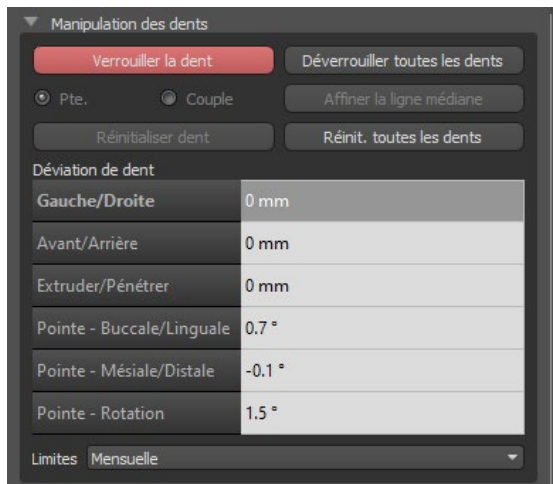 Manipulation des dents
Verrouiller la dent Déverrouiller toutes les dents
Pte. Couple Affiner la ligne médiane
Réinitialiser dent Réinit. toutes les dents
Déviation de dent
Gauche/Droite 0 mm
Avant/Arrière 0 mm
Extruder/Pénétrer 0 mm
Pointe - Buccale/Linguale 0.7 °
Pointe - Mésiale/Distale -0.1 °
Pointe - Rotation 1.5 °
Limites Mensuelle